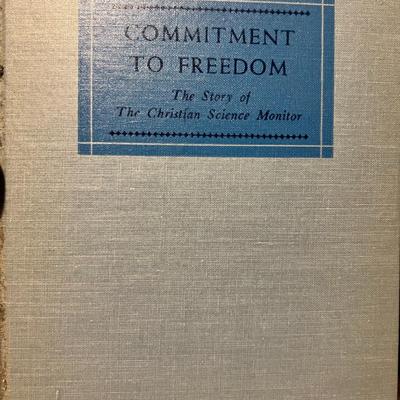 COMMITMENT
TO FREEDOM
The Story of
The Christian Science Monitor